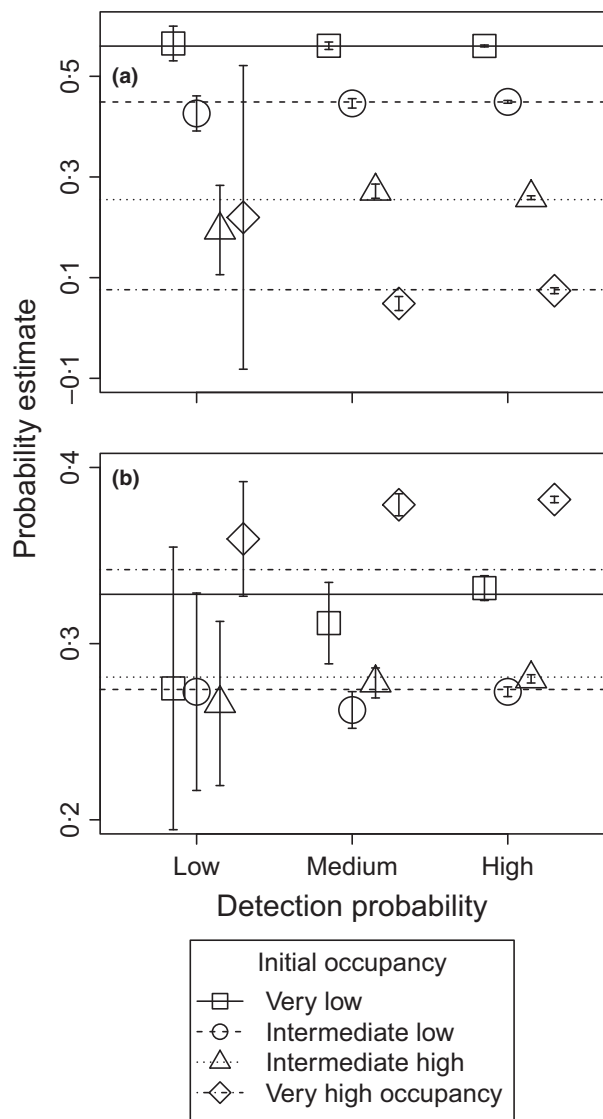 (a)
0·5
0·3
0·1
−0·1
Probability estimate
(b)
0·4
0·3
0·2
Low Medium High
Detection probability
Initial occupancy
Very low
Intermediate low
Intermediate high
Very high occupancy